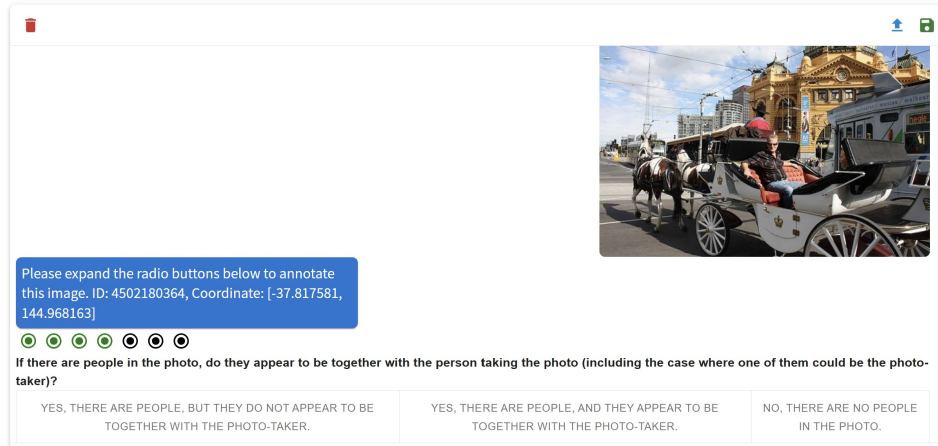 Please expand the radio buttons below to annotate
this image. ID: 4502180364, Coordinate: [-37.817581,
144.968163]
If there are people in the photo, do they appear to be together with the person taking the photo (including the case where one of them could be the photo-
taker)?
YES, THERE ARE PEOPLE, BUT THEY DO NOT APPEAR TO BE
TOGETHER WITH THE PHOTO-TAKER.
YES, THERE ARE PEOPLE, AND THEY APPEAR TO BE
TOGETHER WITH THE PHOTO-TAKER.
NO, THERE ARE NO PEOPLE
IN THE PHOTO.